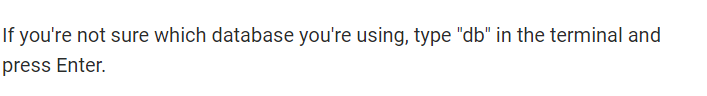 If you're not sure which database you're using, type "db" in the terminal and
press Enter.